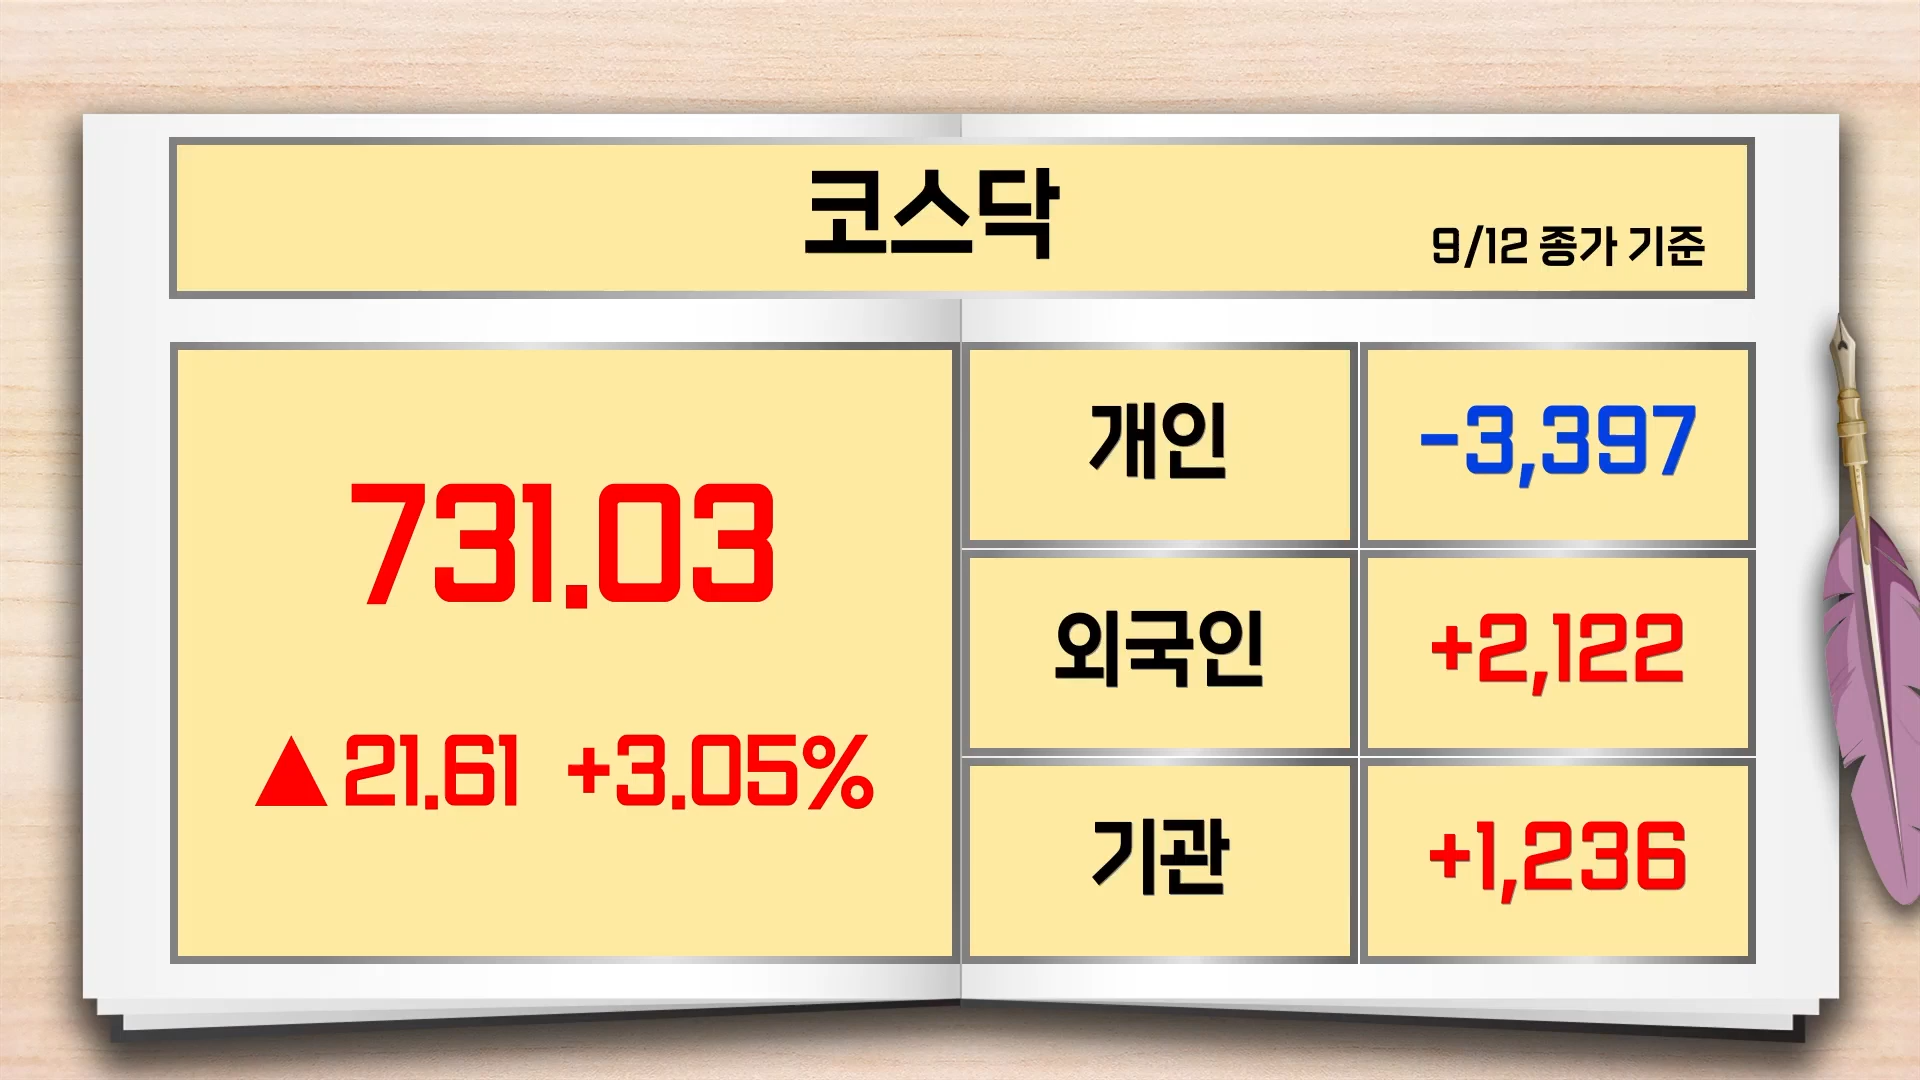 코스닥
9/12 종가 기준
731.03
▲21.61 +3.05%
개인 -3,397
외국인 +2,122
기관 +1,236